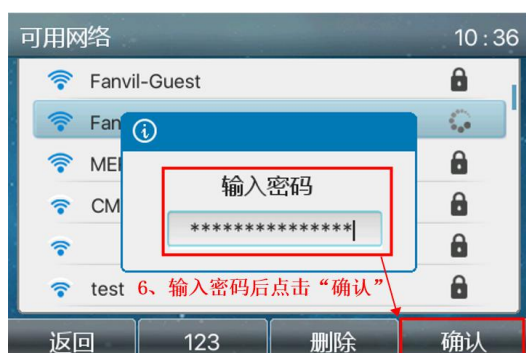 可用网络 10:36
Fanvil-Guest
Fan
MEI
输入密码
CM
***************
test
6、输入密码后点击“确认”
返回 123 删除 确认